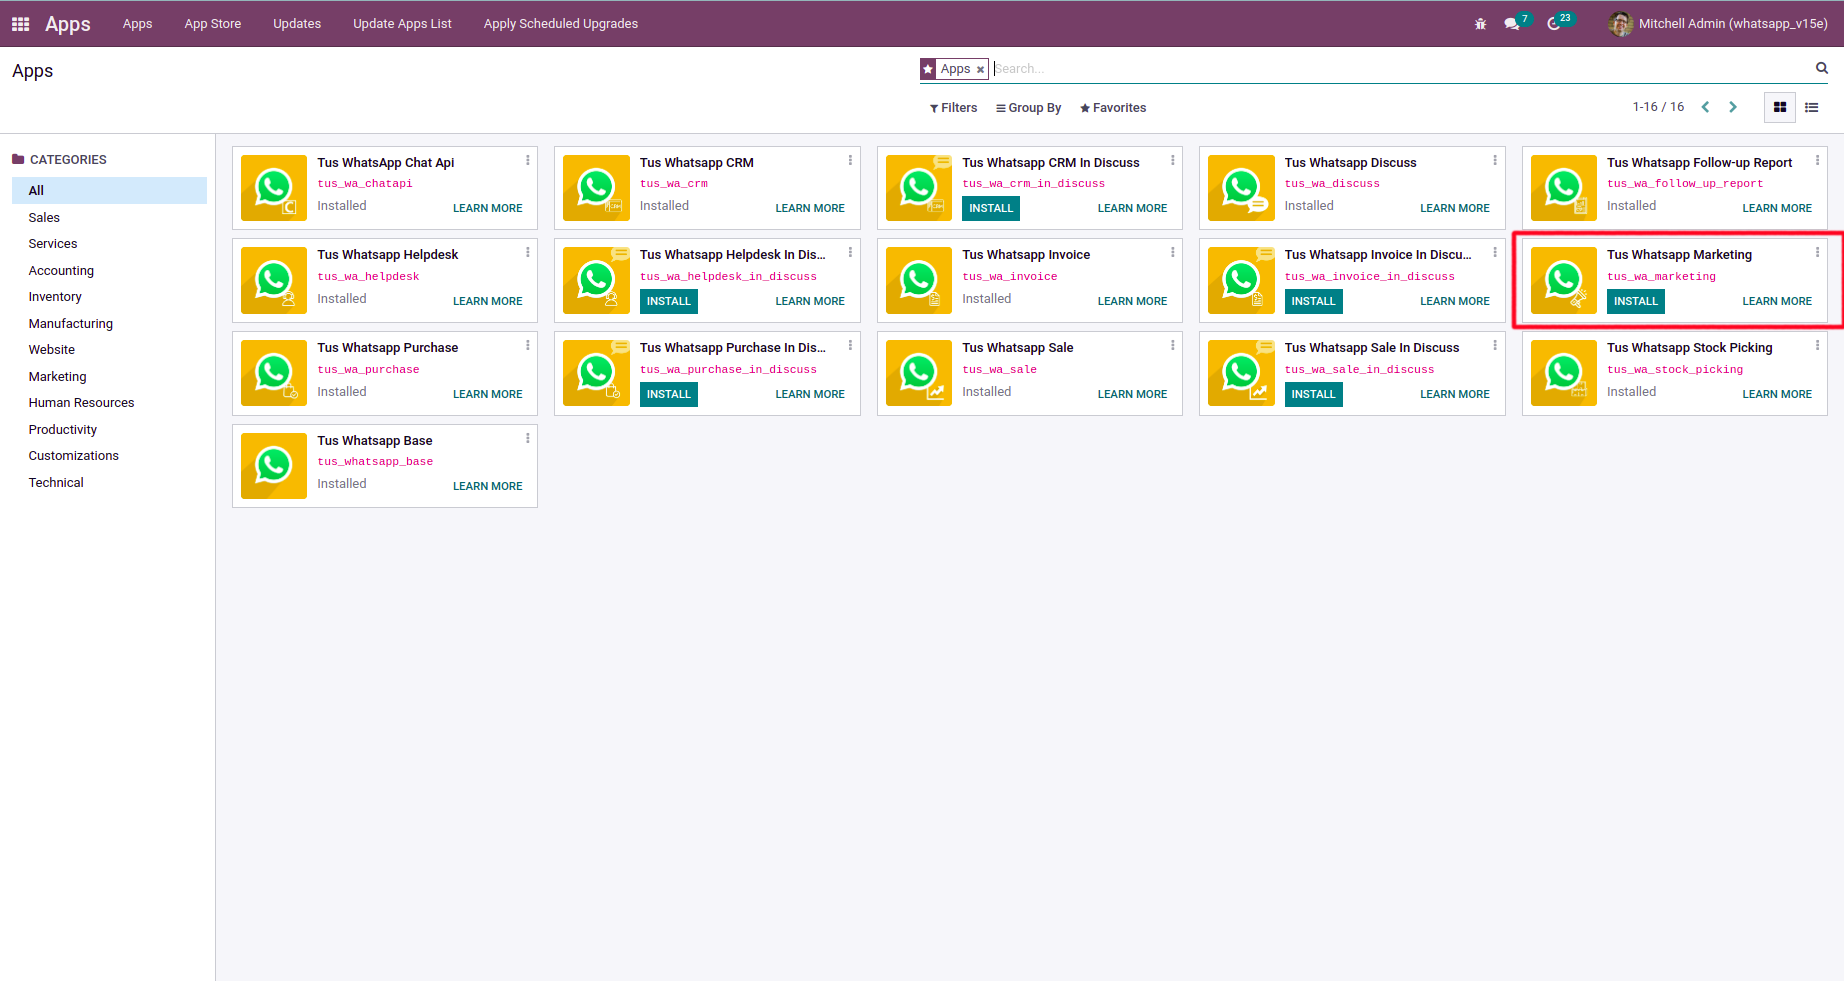 Apps
Apps
App Store
Updates
Update Apps List
Apply Scheduled Upgrades
7
23
Mitchell Admin (whatsapp_v15e)
Apps
Apps
Search...
Filters
Group By
Favorites
1-16 / 16
CATEGORIES
All
Sales
Services
Accounting
Inventory
Manufacturing
Website
Marketing
Human Resources
Productivity
Customizations
Technical
Tus WhatsApp Chat Api
tus_wa_chatapi
Installed
LEARN MORE
Tus Whatsapp CRM
tus_wa_crm
Installed
LEARN MORE
Tus Whatsapp CRM In Discuss
tus_wa_crm_in_discuss
INSTALL
LEARN MORE
Tus Whatsapp Discuss
tus_wa_discuss
Installed
LEARN MORE
Tus Whatsapp Follow-up Report
tus_wa_follow_up_report
Installed
LEARN MORE
Tus Whatsapp Helpdesk
tus_wa_helpdesk
Installed
LEARN MORE
Tus Whatsapp Helpdesk In Dis...
tus_wa_helpdesk_in_discuss
INSTALL
LEARN MORE
Tus Whatsapp Invoice
tus_wa_invoice
Installed
LEARN MORE
Tus Whatsapp Invoice In Discu...
tus_wa_invoice_in_discuss
INSTALL
LEARN MORE
Tus Whatsapp Marketing
tus_wa_marketing
INSTALL
LEARN MORE
Tus Whatsapp Purchase
tus_wa_purchase
Installed
LEARN MORE
Tus Whatsapp Purchase In Dis...
tus_wa_purchase_in_discuss
INSTALL
LEARN MORE
Tus Whatsapp Sale
tus_wa_sale
Installed
LEARN MORE
Tus Whatsapp Sale In Discuss
tus_wa_sale_in_discuss
INSTALL
LEARN MORE
Tus Whatsapp Stock Picking
tus_wa_stock_picking
Installed
LEARN MORE
Tus Whatsapp Base
tus_whatsapp_base
Installed
LEARN MORE